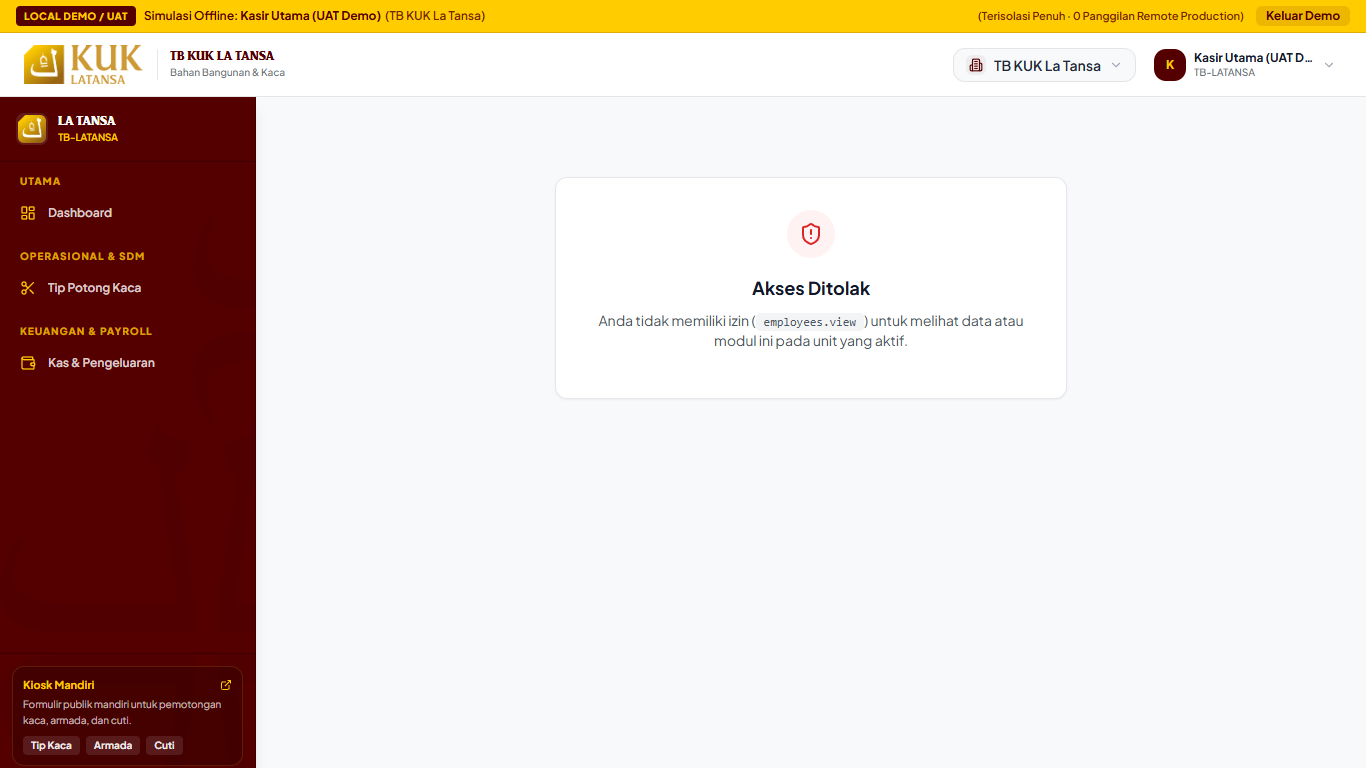 LOCAL DEMO / UAT Simulasi Offline: Kasir Utama (UAT Demo) (TB KUK La Tansa) (Terisolasi Penuh · 0 Panggilan Remote Production) Keluar Demo
KUK
LATANSA
TB KUK LA TANSA
Bahan Bangunan & Kaca
TB KUK La Tansa
K
Kasir Utama (UAT D...
TB-LATANSA
LA TANSA
TB-LATANSA
UTAMA
Dashboard
OPERASIONAL & SDM
Tip Potong Kaca
KEUANGAN & PAYROLL
Kas & Pengeluaran
Kiosk Mandiri
Formulir publik mandiri untuk pemotongan
kaca, armada, dan cuti.
Tip Kaca Armada Cuti
Akses Ditolak
Anda tidak memiliki izin ( employees.view ) untuk melihat data atau
modul ini pada unit yang aktif.